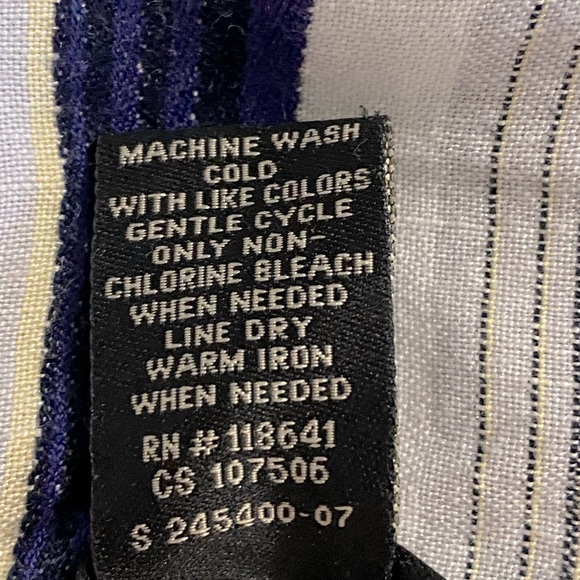 MACHINE WASH
COLD
WITH LIKE COLORS
GENTLE CYCLE
ONLY NON-
CHLORINE BLEACH
WHEN NEEDED
LINE DRY
WARM IRON
WHEN NEEDED
RN # 118641
CS 107506
S 245400-07